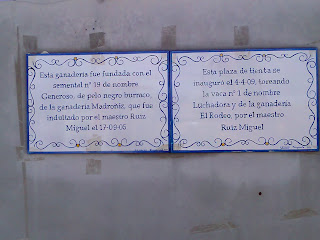 Esta ganadería fue fundada con el
semental nº 19 de nombre
Generoso, de pelo negro burraco,
de la ganadería Madroñiz, que fue
indultado por el maestro Ruiz
Miguel el 17-09-05
Esta plaza de tienta se
inauguró el 4-4-09, toreando
la vaca nº 1 de nombre
Luchadora y de la ganadería
El Rodeo, por el maestro
Ruiz Miguel